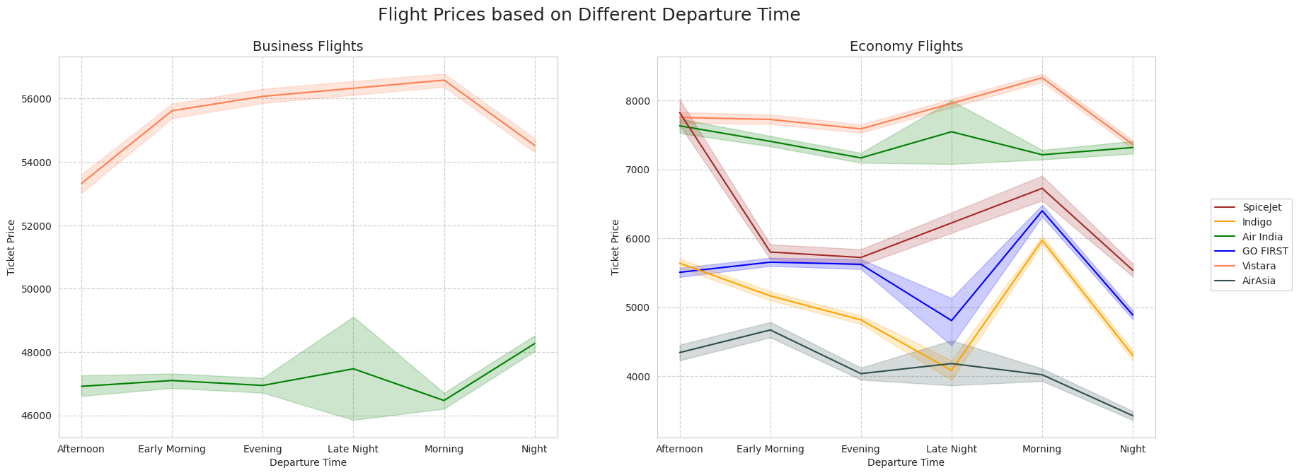 Flight Prices based on Different Departure Time
Business Flights
Ticket Price
56000
54000
52000
50000
48000
46000
Afternoon Early Morning Evening Late Night Morning Night
Departure Time
Economy Flights
Ticket Price
8000
7000
6000
5000
4000
Afternoon Early Morning Evening Late Night Morning Night
Departure Time
SpiceJet
Indigo
Air India
GO FIRST
Vistara
AirAsia